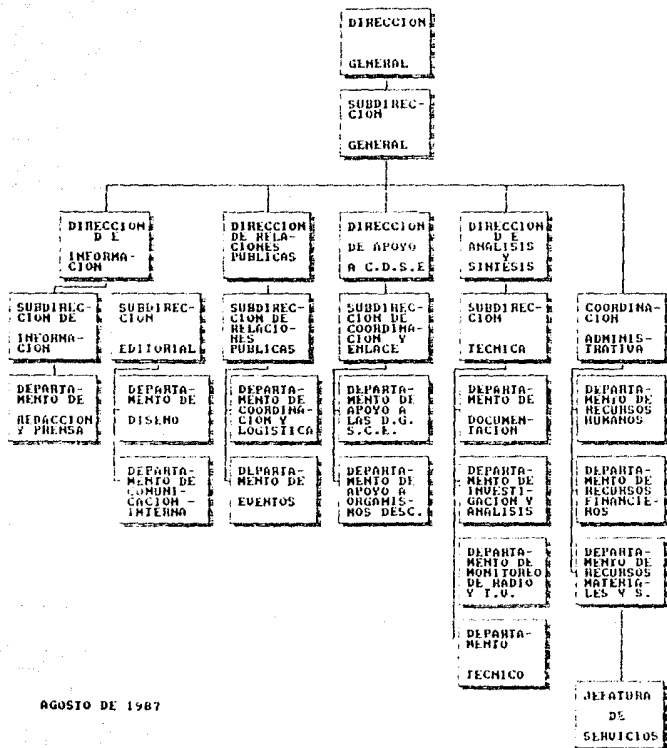 DIRECCION
GENERAL
SUBDIREC-
CION
GENERAL
DIRECCION
D E
INFORMA-
CION
DIRECCION
DE RELA-
CIONES
PUBLICAS
DIRECCION
DE APOYO
A C.D.S.E
DIRECCION
D E
ANALISIS
Y
SINTESIS
SUBDIREC-
CION DE
INFORMA-
CION
SUBDIREC-
CION
EDITORIAL
SUBDIREC-
CION DE
RELACIO-
NES
PUBLICAS
SUBDIREC-
CION DE
COORDINA-
CION Y
ENLACE
SUBDIREC-
CION
TECNICA
COORDINA-
CION
ADMINIS-
TRATIVA
DEPARTA-
MENTO DE
REDACCION
Y PRENSA
DEPARTA-
MENTO DE
DISENO
DEPARTA-
MENTO DE
COORDINA-
CION Y
LOGISTICA
DEPARTA-
MENTO DE
APOYO A
LAS D.G.
S.C.E.
DEPARTA-
MENTO DE
DOCUMEN-
TACION
DEPARTA-
MENTO DE
RECURSOS
HUMANOS
DEPARTA-
MENTO DE
COMUNI-
CACION -
INTERNA
DEPARTA-
MENTO DE
EVENTOS
DEPARTA-
MENTO DE
APOYO A
ORGANIS-
MOS DESC.
DEPARTA-
MENTO DE
INVESTI-
GACION Y
ANALISIS
DEPARTA-
MENTO DE
RECURSOS
FINANCIE-
ROS
DEPARTA-
MENTO DE
MONITOREO
DE RADIO
Y T.V.
DEPARTA-
MENTO DE
RECURSOS
MATERIA-
LES Y S.
DEPARTA-
MENTO
TECNICO
JEFATURA
DE
SERVICIOS
AGOSTO DE 1987